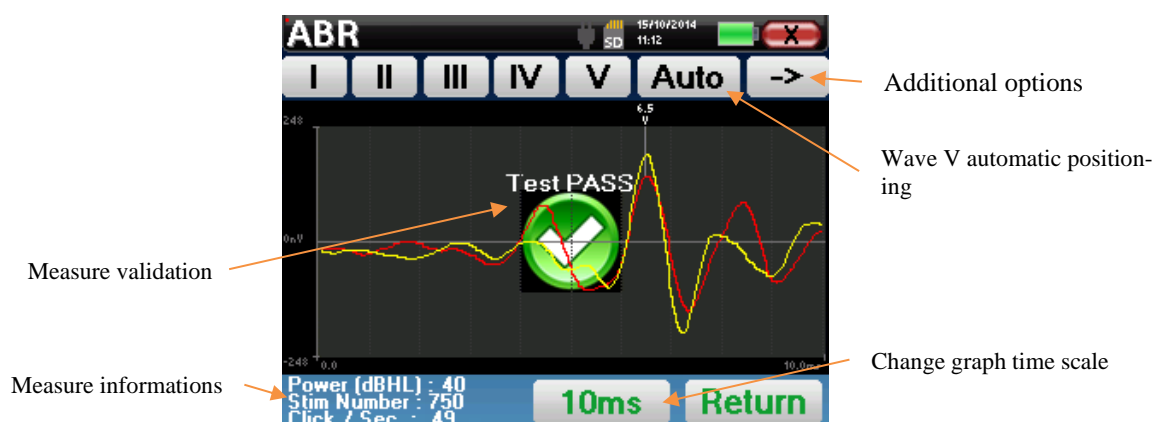 ABR
SD
15/10/2014
11:12
X
I II III IV V Auto ->
Additional options
6.5
V
248
Wave V automatic position-
ing
Test PASS
0nV
Measure validation
-248
0.0
10.0ms
Change graph time scale
Measure informations
Power (dBHL) : 40
Stim Number : 750
Click / Sec. : 49
10ms
Return